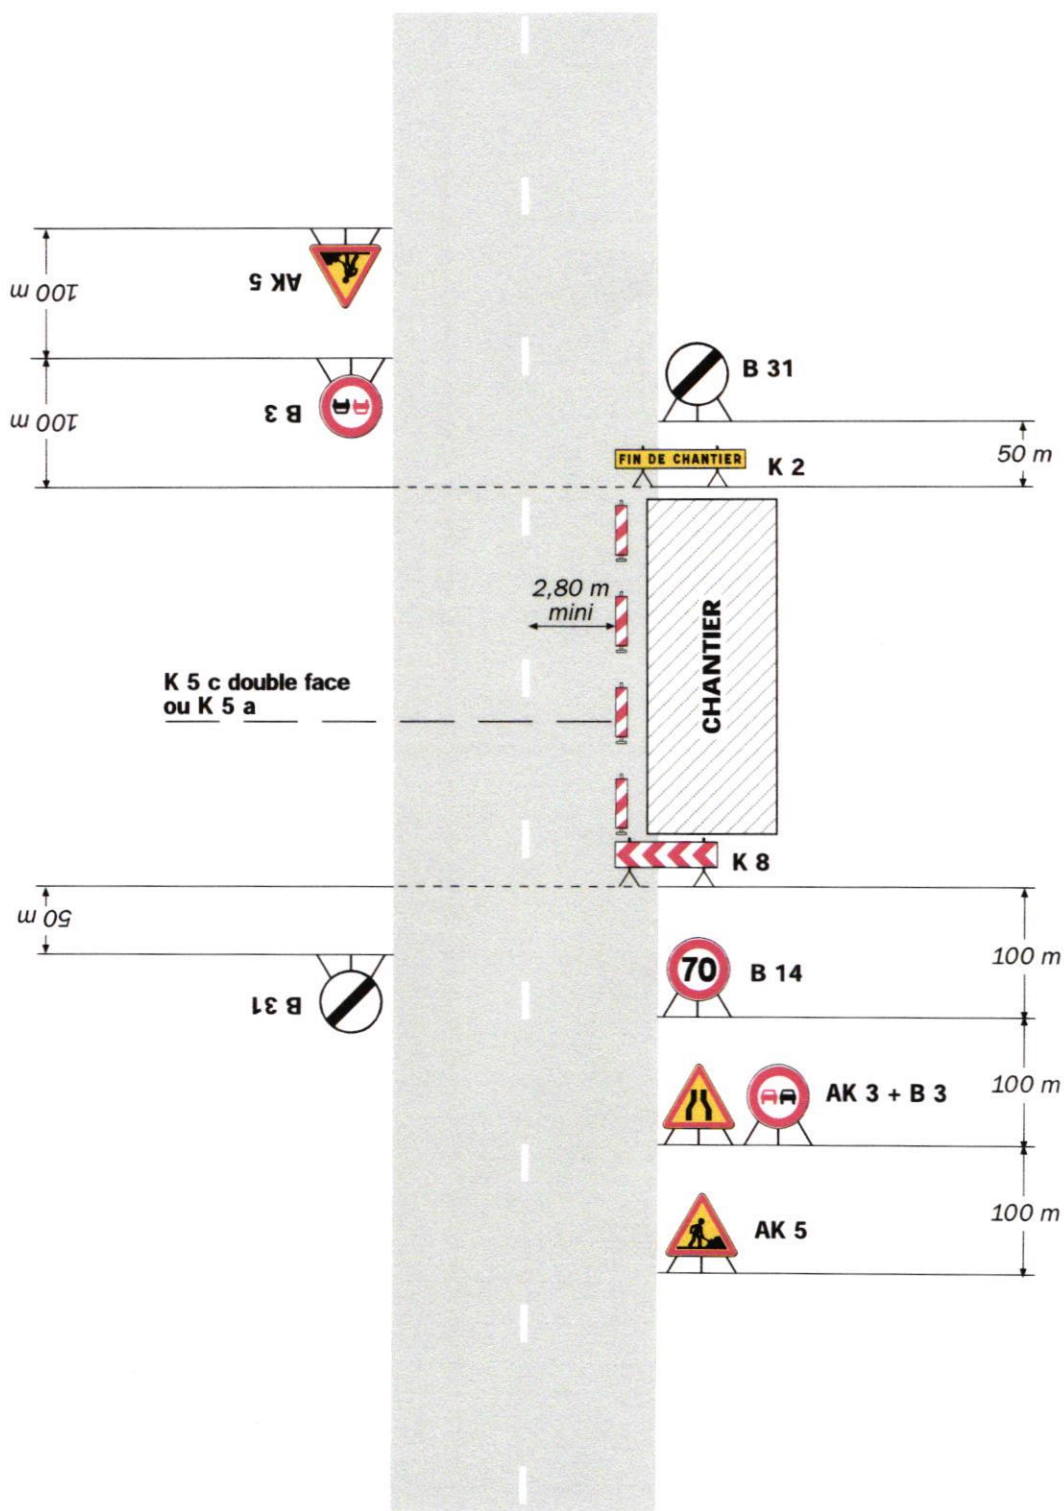 AK 5
100 m
B 3
100 m
B 31
50 m
FIN DE CHANTIER
K 2
2,80 m
mini
CHANTIER
K 5 c double face
ou K 5 a
K 8
50 m
B 31
70
B 14
100 m
AK 3 + B 3
100 m
AK 5
100 m